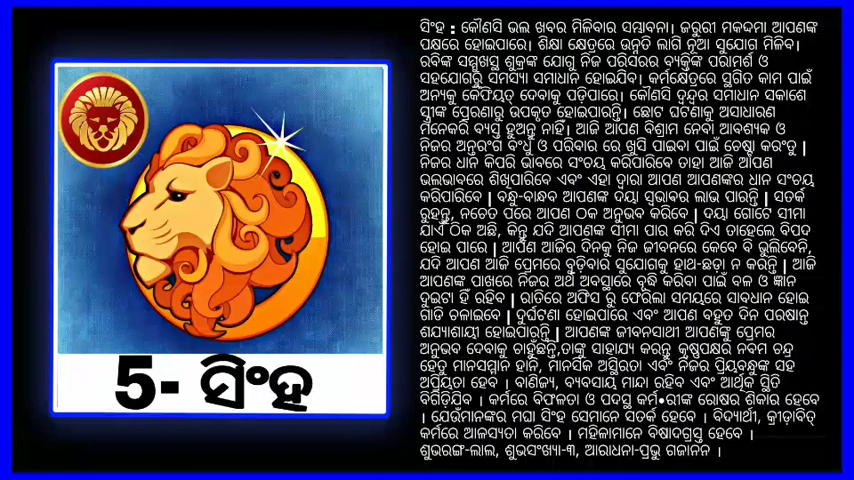 5- ସିଂହ
ସିଂହ : କୌଣସି ଭଲ ଖବର ମିଳିବାର ସମ୍ଭାବନା। ଜରୁରୀ ମକଦ୍ଦମା ଆପଣଙ୍କ
ପକ୍ଷରେ ହୋଇପାରେ। ଶିକ୍ଷା କ୍ଷେତ୍ରରେ ଉନ୍ନତି ଲାଗି ନୂଆ ସୁଯୋଗ ମିଳିବ।
ରବିଙ୍କ ସମ୍ମୁଖସ୍ଥ ଶୁକ୍ରଙ୍କ ଯୋଗୁ ନିଜ ପରିସରର ବ୍ୟକ୍ତିଙ୍କ ପରାମର୍ଶ ଓ
ସହଯୋଗରୁ ସମସ୍ୟା ସମାଧାନ ହୋଇଯିବ। କର୍ମକ୍ଷେତ୍ରରେ ସ୍ଥଗିତ କାମ ପାଇଁ
ଅନ୍ୟକୁ କୈଫିୟତ୍ ଦେବାକୁ ପଡ଼ିପାରେ। କୌଣସି ଦ୍ୱନ୍ଦ୍ୱର ସମାଧାନ ସକାଶେ
ସ୍ତ୍ରୀଙ୍କ ପ୍ରେରଣାରୁ ଉପକୃତ ହୋଇପାରନ୍ତି। ଛୋଟ ଘଟଣାକୁ ଅସାଧାରଣ
ମନେକରି ବ୍ୟସ୍ତ ହୁଅନ୍ତୁ ନାହିଁ। ଆଜି ଆପଣ ବିଶ୍ରାମ ନେବା ଆବଶ୍ୟକ ଓ
ନିଜର ଅନ୍ତରଂଗ ବଂଧୁ ଓ ପରିବାର ରେ ଖୁସି ପାଇବା ପାଇଁ ଚେଷ୍ଟା କରଂତୁ |
ନିଜର ଧାନ କିପରି ଭାବରେ ସଂଚୟ କରିପାରିବେ ତାହା ଆଜି ଆପଣ
ଭଲଭାବରେ ଶିଖିପାରିବେ ଏବଂ ଏହା ଦ୍ୱାରା ଆପଣ ଆପଣଙ୍କର ଧାନ ସଂଚୟ
କରିପାରିବେ | ବନ୍ଧୁ-ବାନ୍ଧବ ଆପଣଙ୍କ ଦୟା ସ୍ଵଭାବର ଲାଭ ପାରନ୍ତି | ସତର୍କ
ରୁହନ୍ତୁ, ନଚେତ୍ ପରେ ଆପଣ ଠକ ଅନୁଭବ କରିବେ | ଦୟା ଗୋଟେ ସୀମା
ଯାଏଁ ଠିକ ଅଛି, କିନ୍ତୁ ଯଦି ଆପଣଙ୍କ ସୀମା ପାର କରି ଦିଏ ତାହେଲେ ବିପଦ
ହୋଇ ପାରେ | ଆପଣ ଆଜିର ଦିନକୁ ନିଜ ଜୀବନରେ କେବେ ବି ଭୁଲିବେନି,
ଯଦି ଆପଣ ଆଜି ପ୍ରେମରେ ବୁଡ଼ିବାର ସୁଯୋଗକୁ ହାଥ-ଛଡ଼ା ନ କରନ୍ତି | ଆଜି
ଆପଣଙ୍କ ପାଖରେ ନିଜର ଅର୍ଥ ଅବସ୍ଥାରେ ବୃଦ୍ଧି କରିବା ପାଇଁ ବଳ ଓ ଜ୍ଞାନ
ଦୁଇଟା ହିଁ ରହିବ | ରାତିରେ ଅଫିସ ରୁ ଫେରିଲା ସମୟରେ ସାବଧାନ ହୋଇ
ଗାଡି ଚଳାଇବେ | ଦୁର୍ଘଟଣା ହୋଇପାରେ ଏବଂ ଆପଣ ବହୁତ ଦିନ ପରଷାନ୍ତ
ଶଯ୍ୟାଶାୟୀ ହୋଇପାରନ୍ତି | ଆପଣଙ୍କ ଜୀବନସାଥୀ ଆପଣଙ୍କୁ ପ୍ରେମର
ଅନୁଭବ ଦେବାକୁ ଚାହୁଁଛନ୍ତି,ତାଙ୍କୁ ସାହାଯ୍ୟ କରନ୍ତୁ କୃଷ୍ଣପକ୍ଷର ନବମ ଚନ୍ଦ୍ର
ହେତୁ ମାନସମ୍ମାନ ହାନି, ମାନସିକ ଅସ୍ଥିରତା ଏବଂ ନିଜର ପ୍ରିୟବନ୍ଧୁଙ୍କ ସହ
ଅପ୍ରିୟତା ହେବ | ବାଣିଜ୍ୟ, ବ୍ୟବସାୟ ମାନ୍ଦା ରହିବ ଏବଂ ଆର୍ଥିକ ସ୍ଥିତି
ବିଗିଡ଼ିଯିବ | କର୍ମରେ ବିଫଳତା ଓ ପଦସ୍ଥ କର୍ମ•ରୀଙ୍କ ରୋଷର ଶିକାର ହେବେ
| ଯେଉଁମାନଙ୍କର ମଘା ସିଂହ ସେମାନେ ସତର୍କ ହେବେ | ବିଦ୍ୟାର୍ଥୀ, କ୍ରୀଡ଼ାବିତ୍
କର୍ମରେ ଆଳସ୍ୟତା କରିବେ | ମହିଳାମାନେ ବିଷାଦଗ୍ରସ୍ତ ହେବେ |
ଶୁଭରଙ୍ଗ-ଲାଲ, ଶୁଭସଂଖ୍ୟା-୩, ଆରାଧନା-ପ୍ରଭୁ ଗଜାନନ |